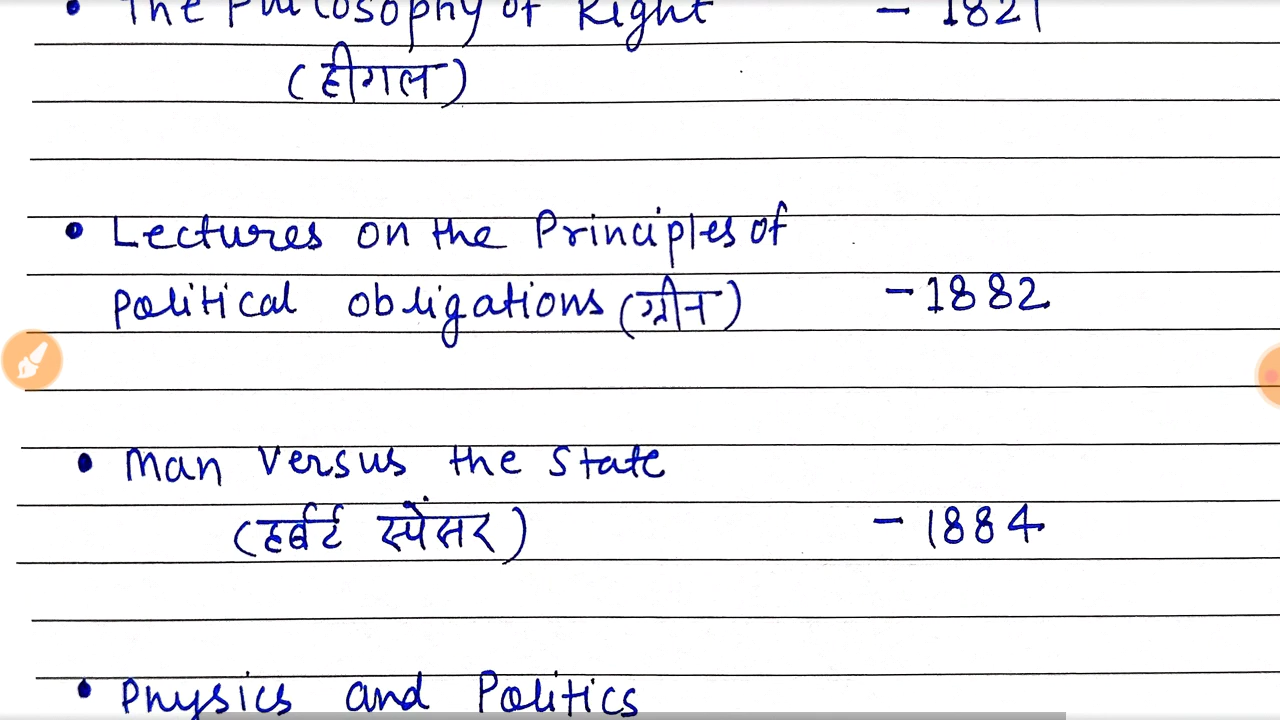 • The Philosophy of Right - 1821
(हीगल)
• Lectures on the Principles of
Political obligations (ग्रीन) - 1882
• Man Versus the State
(हर्बर्ट स्पेंसर) - 1884
• Physics and Politics